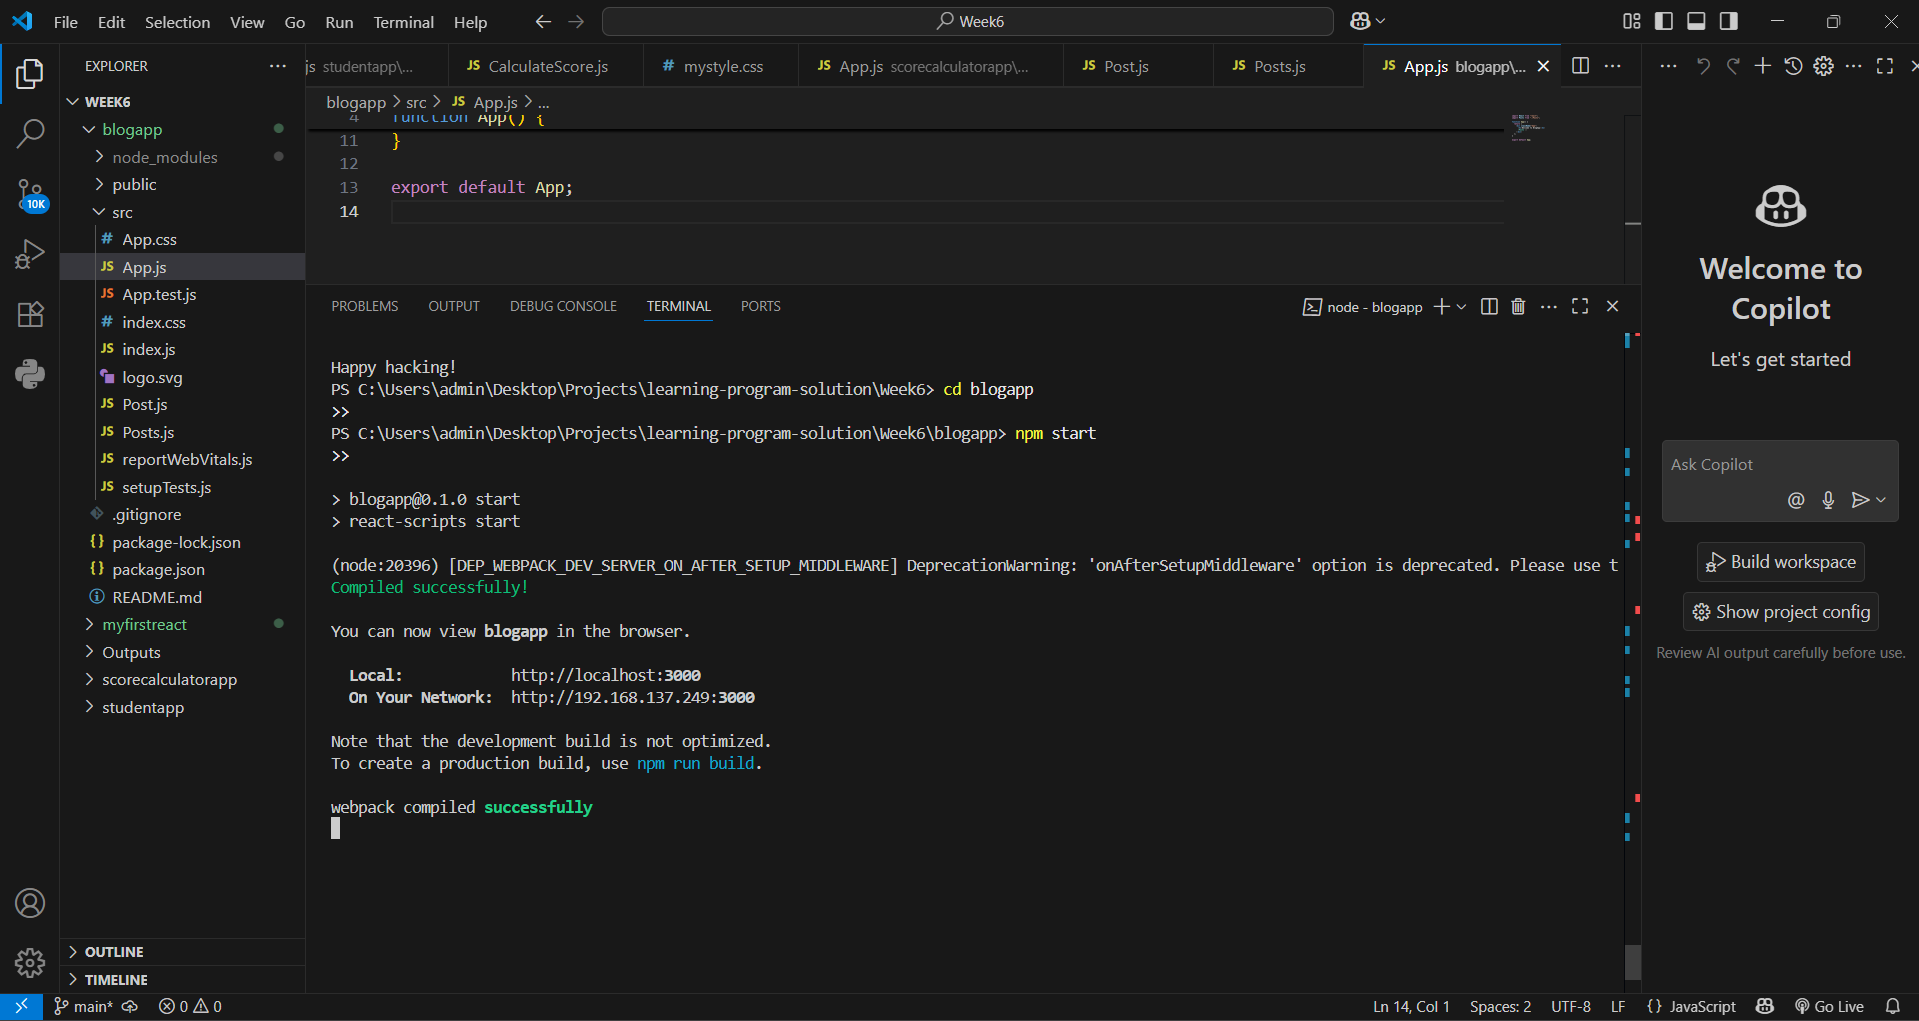 File Edit Selection View Go Run Terminal Help
Week6
EXPLORER
WEEK6
blogapp
node_modules
public
src
App.css
App.js
App.test.js
index.css
index.js
logo.svg
Post.js
Posts.js
reportWebVitals.js
setupTests.js
.gitignore
package-lock.json
package.json
README.md
myfirstreact
Outputs
scorecalculatorapp
studentapp
OUTLINE
TIMELINE
10K
js studentapp\... JS CalculateScore.js # mystyle.css JS App.js scorecalculatorapp\... JS Post.js JS Posts.js JS App.js blogapp\...
blogapp > src > JS App.js > ...
4 function App() {
11 }
12
13 export default App;
14
PROBLEMS OUTPUT DEBUG CONSOLE TERMINAL PORTS
node - blogapp
Happy hacking!
PS C:\Users\admin\Desktop\Projects\learning-program-solution\Week6> cd blogapp
>>
PS C:\Users\admin\Desktop\Projects\learning-program-solution\Week6\blogapp> npm start
>>
> blogapp@0.1.0 start
> react-scripts start
(node:20396) [DEP_WEBPACK_DEV_SERVER_ON_AFTER_SETUP_MIDDLEWARE] DeprecationWarning: 'onAfterSetupMiddleware' option is deprecated. Please use t
Compiled successfully!
You can now view blogapp in the browser.
Local: http://localhost:3000
On Your Network: http://192.168.137.249:3000
Note that the development build is not optimized.
To create a production build, use npm run build.
webpack compiled successfully
Welcome to
Copilot
Let's get started
Ask Copilot
Build workspace
Show project config
Review AI output carefully before use.
main* 0 0
Ln 14, Col 1 Spaces: 2 UTF-8 LF {} JavaScript Go Live